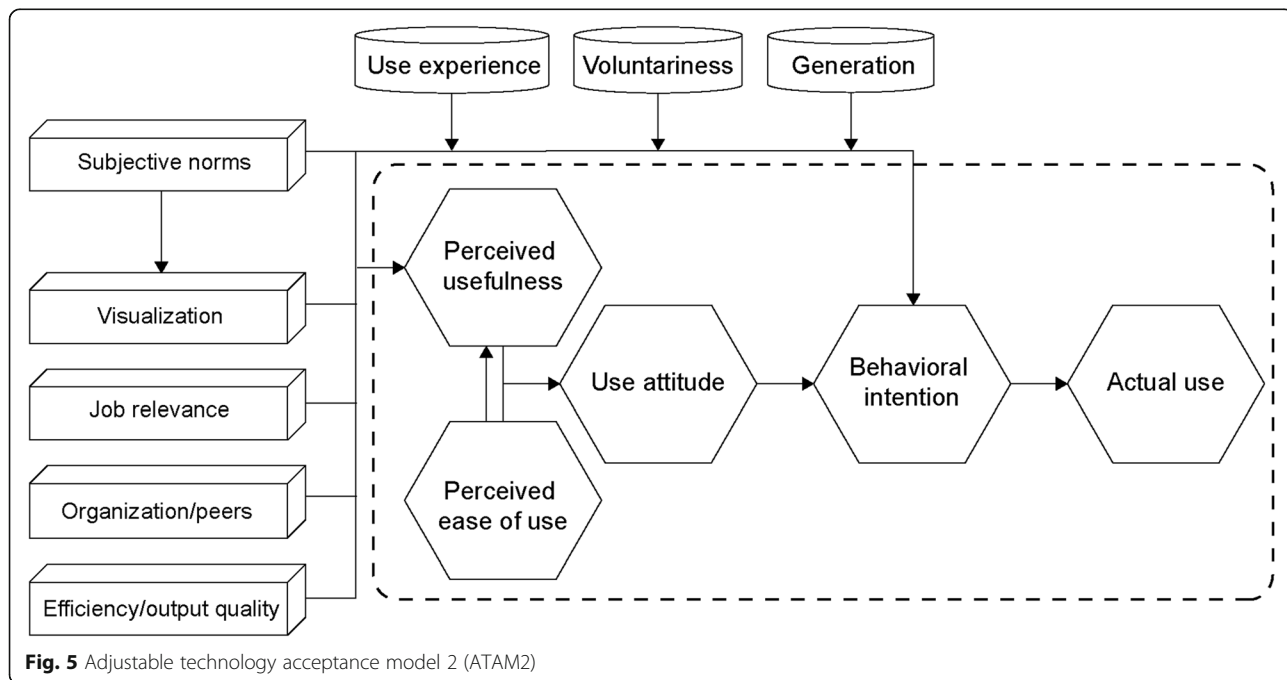 Use experience
Voluntariness
Generation
Subjective norms
Visualization
Job relevance
Organization/peers
Efficiency/output quality
Perceived
usefulness
Perceived
ease of use
Use attitude
Behavioral
intention
Actual use
Fig. 5 Adjustable technology acceptance model 2 (ATAM2)